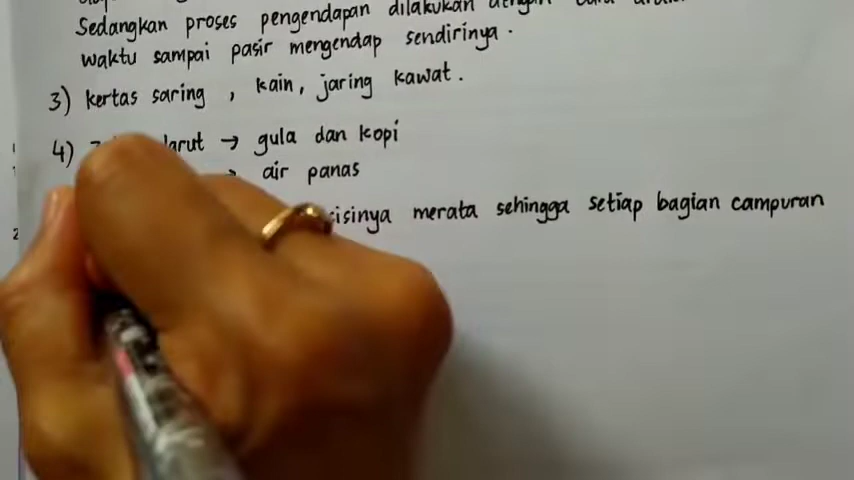 Sedangkan proses pengendapan dilakukan dengan
waktu sampai pasir mengendap sendirinya.
3) kertas saring, kain, jaring kawat.
4) larut → gula dan kopi
→ air panas
merata sehingga setiap bagian campuran